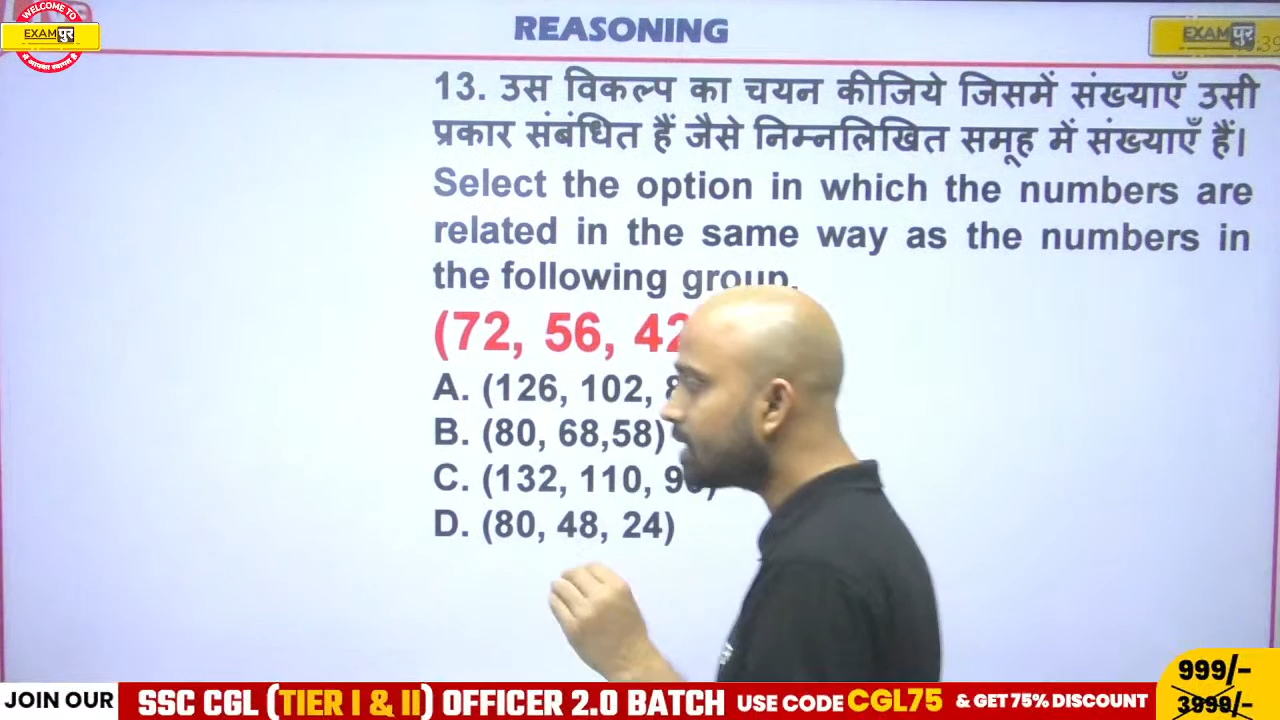 WELCOME TO
EXAMपुर
में आपका स्वागत है
REASONING
EXAMपुर
13. उस विकल्प का चयन कीजिये जिसमें संख्याएँ उसी
प्रकार संबंधित हैं जैसे निम्नलिखित समूह में संख्याएँ हैं।
Select the option in which the numbers are
related in the same way as the numbers in
the following group.
(72, 56, 42
A. (126, 102,
B. (80, 68,58)
C. (132, 110,
D. (80, 48, 24)
JOIN OUR SSC CGL (TIER I & II) OFFICER 2.0 BATCH USE CODE CGL75 & GET 75% DISCOUNT
999/-
3999/-